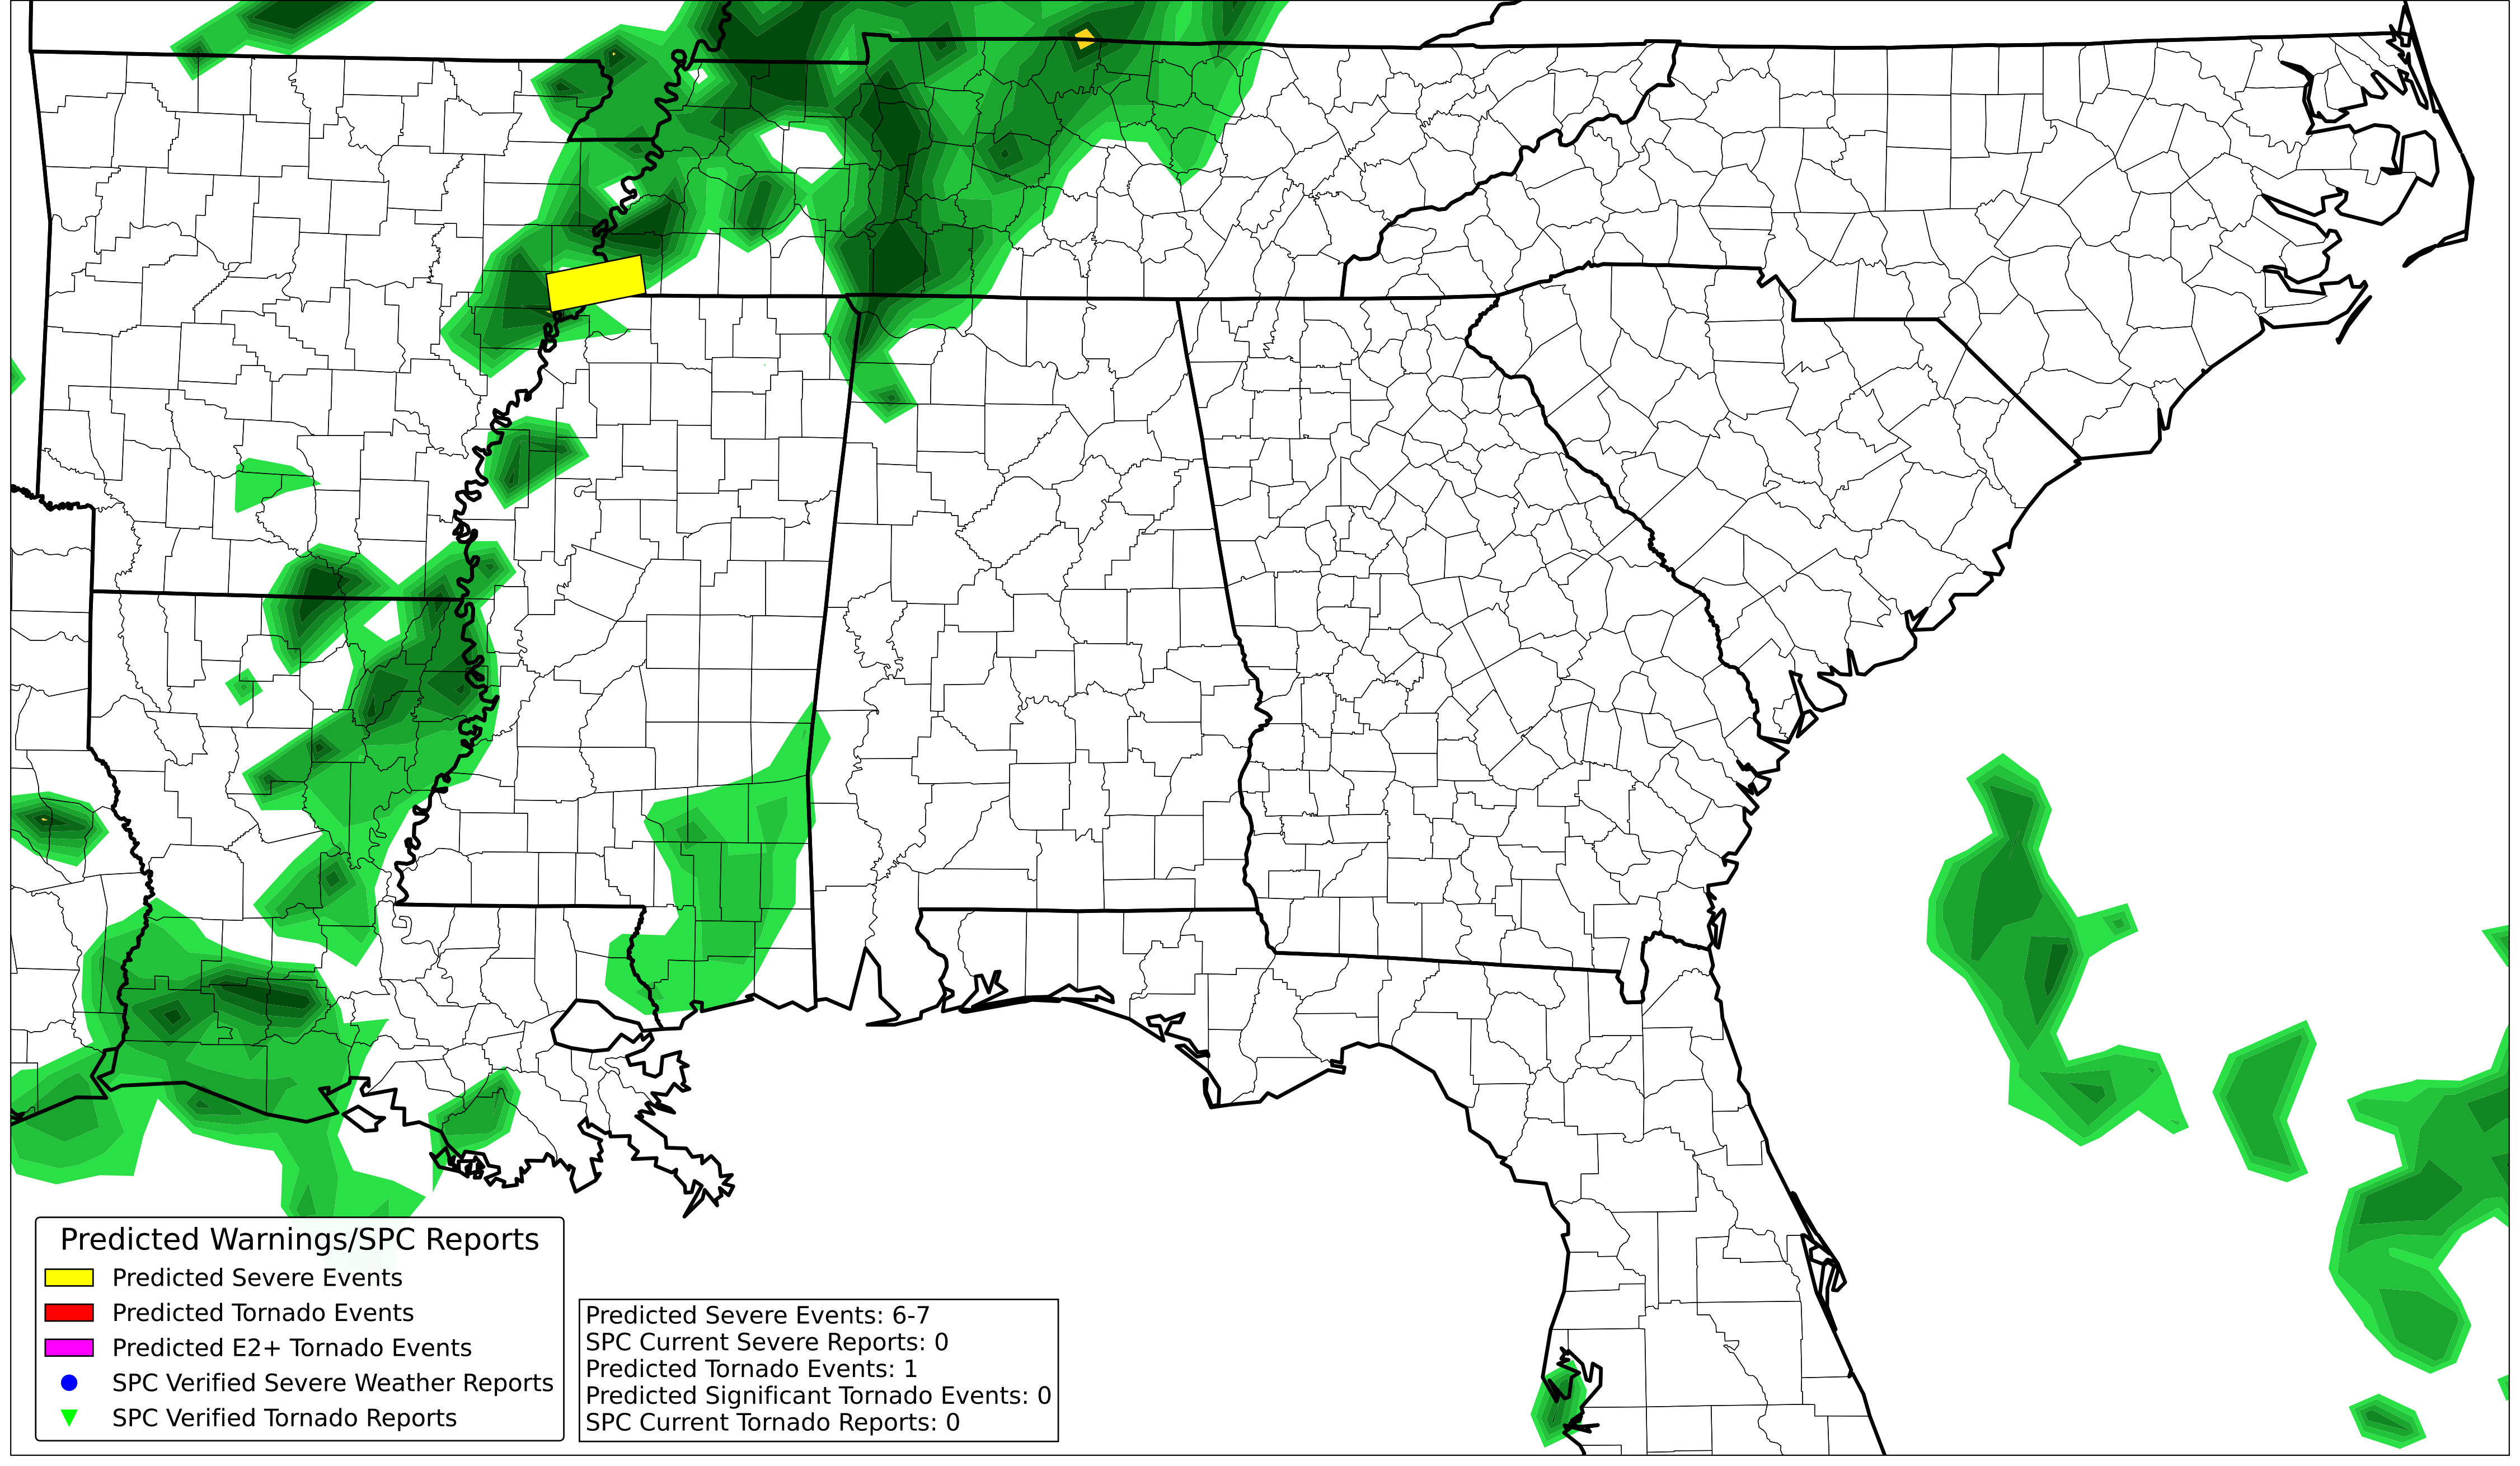 Predicted Warnings/SPC Reports
Predicted Severe Events
Predicted Tornado Events
Predicted E2+ Tornado Events
SPC Verified Severe Weather Reports
SPC Verified Tornado Reports
Predicted Severe Events: 6-7
SPC Current Severe Reports: 0
Predicted Tornado Events: 1
Predicted Significant Tornado Events: 0
SPC Current Tornado Reports: 0